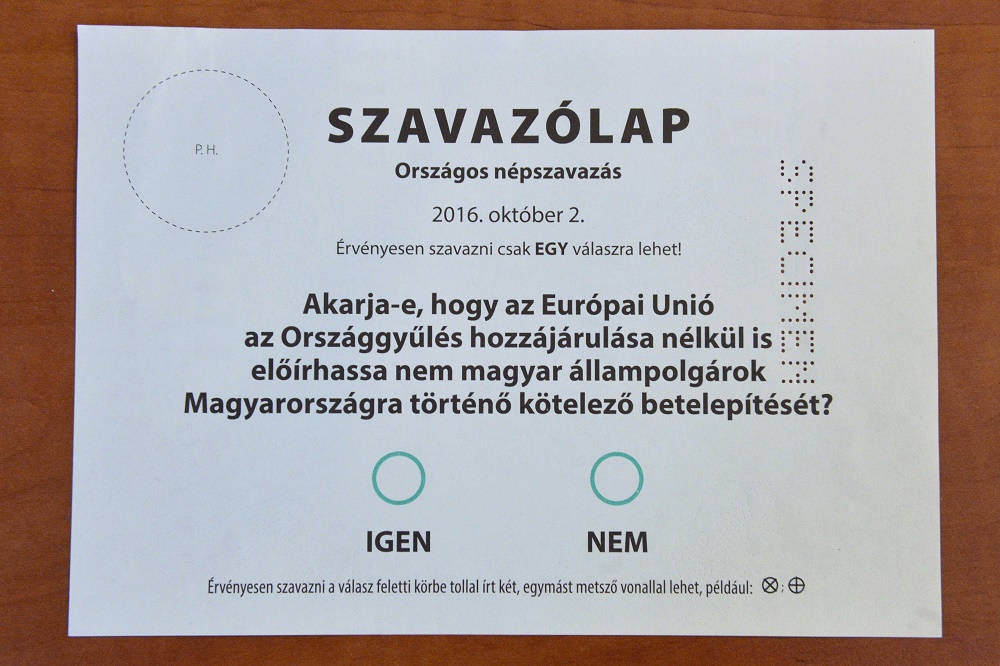 P. H.
SZAVAZÓLAP
Országos népszavazás
2016. október 2.
Érvényesen szavazni csak EGY válaszra lehet!
SPECIMEN
Akarja-e, hogy az Európai Unió
az Országgyűlés hozzájárulása nélkül is
előírhassa nem magyar állampolgárok
Magyarországra történő kötelező betelepítését?
IGEN NEM
Érvényesen szavazni a válasz feletti körbe tollal írt két, egymást metsző vonallal lehet, például: ⊗ ; ⊕